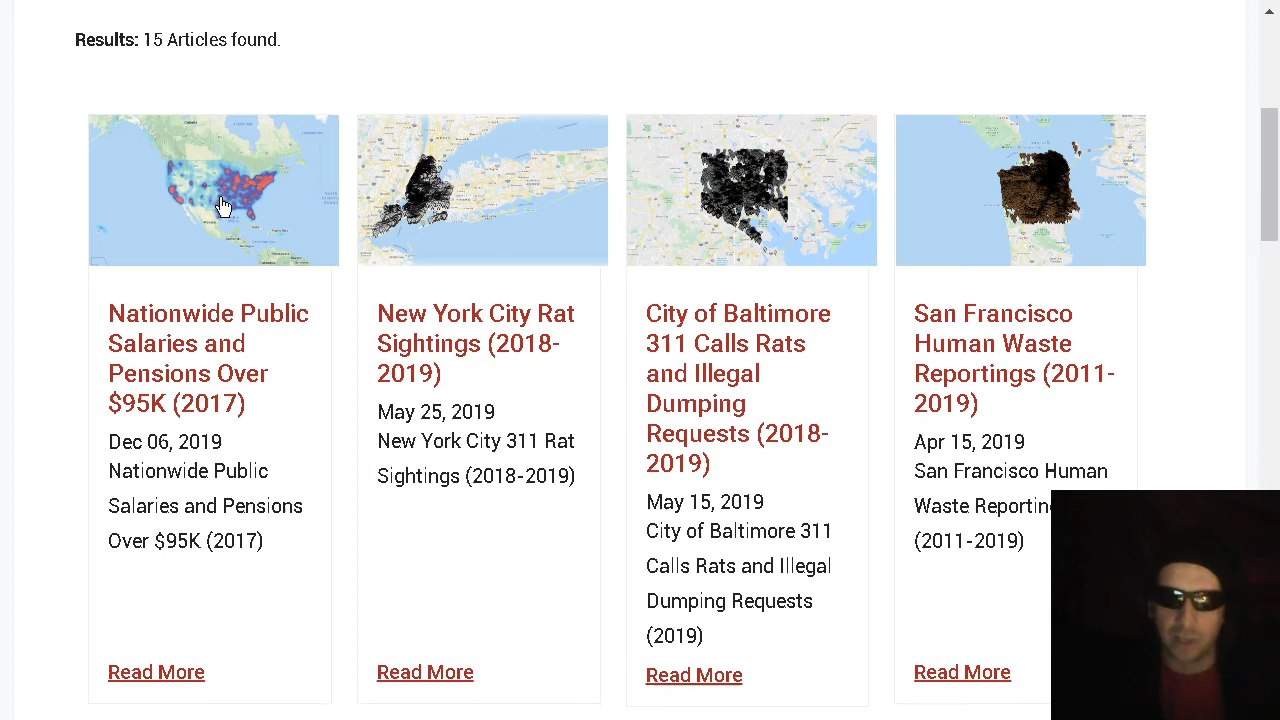 Results: 15 Articles found.
Nationwide Public
Salaries and
Pensions Over
$95K (2017)
Dec 06, 2019
Nationwide Public
Salaries and Pensions
Over $95K (2017)
Read More
New York City Rat
Sightings (2018-
2019)
May 25, 2019
New York City 311 Rat
Sightings (2018-2019)
Read More
City of Baltimore
311 Calls Rats
and Illegal
Dumping
Requests (2018-
2019)
May 15, 2019
City of Baltimore 311
Calls Rats and Illegal
Dumping Requests
(2019)
Read More
San Francisco
Human Waste
Reportings (2011-
2019)
Apr 15, 2019
San Francisco Human
(2011-2019)
Read More